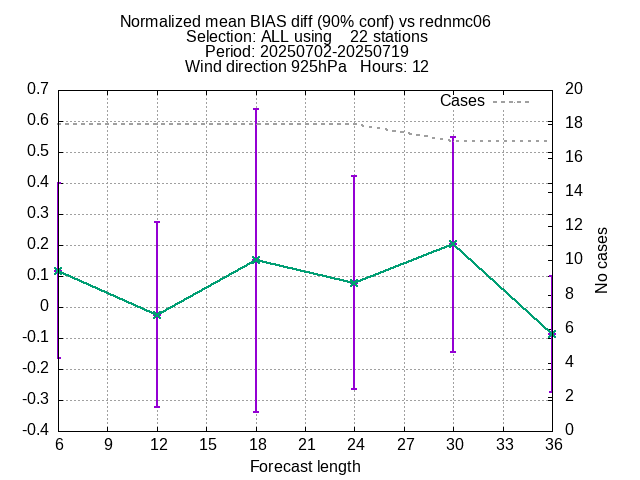 Normalized mean BIAS diff (90% conf) vs rednmc06
Selection: ALL using    22 stations
Period: 20250702-20250719
Wind direction 925hPa   Hours: 12
Cases
0.7
0.6
0.5
0.4
0.3
0.2
0.1
0
-0.1
-0.2
-0.3
-0.4
20
18
16
14
12
10
8
6
4
2
0
No cases
6 9 12 15 18 21 24 27 30 33 36
Forecast length